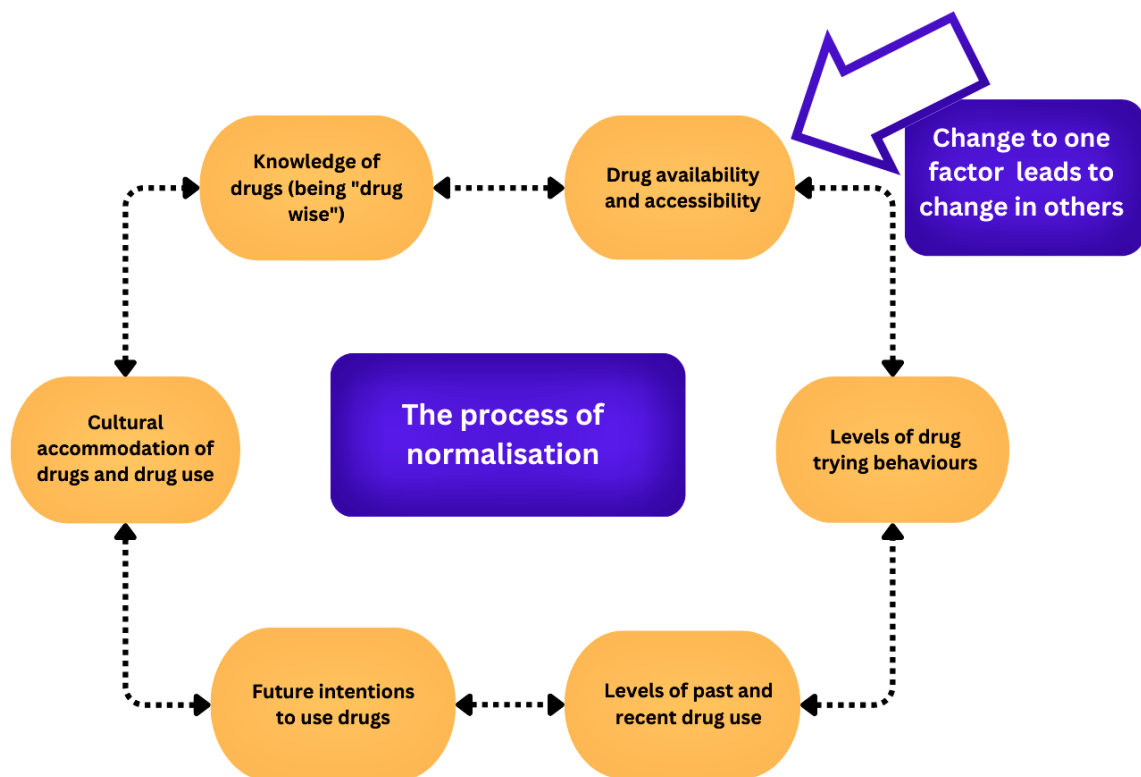 Change to one
factor leads to
change in others
Knowledge of
drugs (being "drug
wise")
Drug availability
and accessibility
Cultural
accommodation of
drugs and drug use
The process of
normalisation
Levels of drug
trying behaviours
Future intentions
to use drugs
Levels of past and
recent drug use